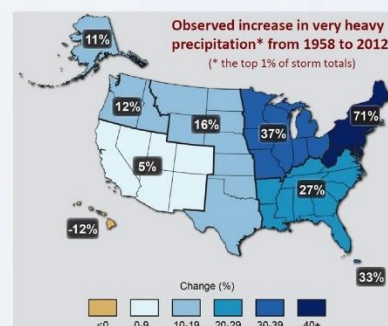 Observed increase in very heavy
precipitation* from 1958 to 2012
(* the top 1% of storm totals)
11%
12%
16%
37%
71%
5%
27%
-12%
33%
Change (%)
<0 0-9 10-19 20-29 30-39 40+